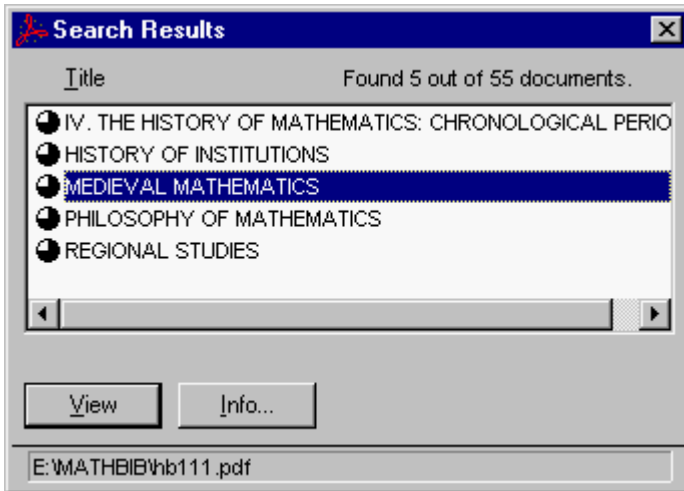 Search Results
Title Found 5 out of 55 documents.
IV. THE HISTORY OF MATHEMATICS: CHRONOLOGICAL PERIO
HISTORY OF INSTITUTIONS
MEDIEVAL MATHEMATICS
PHILOSOPHY OF MATHEMATICS
REGIONAL STUDIES
View Info...
E:\MATHBIB\hb111.pdf